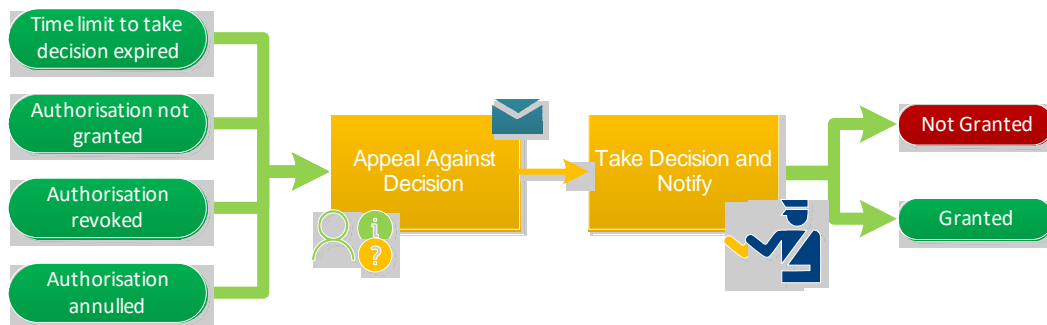 Time limit to take
decision expired
Authorisation not
granted
Authorisation
revoked
Authorisation
annulled
Appeal Against
Decision
i
?
Take Decision and
Notify
Not Granted
Granted